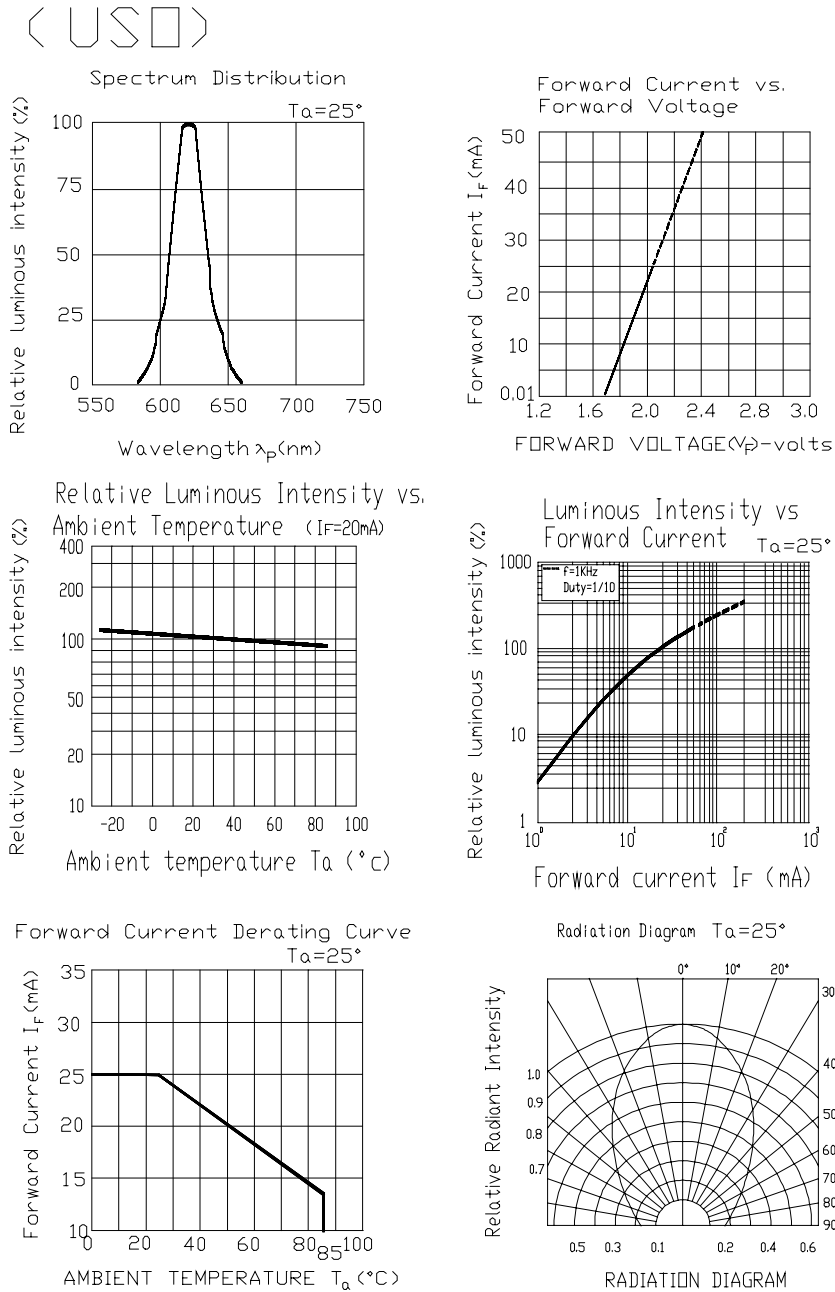 (USO)
Spectrum Distribution
Ta=25°
Relative luminous intensity(%)
100
75
50
25
0
550 600 650 700 750
Wavelength λp(nm)
Forward Current vs.
Forward Voltage
Forward Current IF(mA)
50
40
30
20
10
0.01
1.2 1.6 2.0 2.4 2.8 3.0
FORWARD VOLTAGE(VF)-volts
Relative Luminous Intensity vs.
Ambient Temperature (IF=20mA)
Relative luminous intensity(%)
400
200
100
50
20
10
-20 0 20 40 60 80 100
Ambient temperature Ta (°c)
Luminous Intensity vs
Forward Current Ta=25°
Relative luminous intensity(%)
f=1KHz
Duty=1/10
1000
100
10
1
10⁰ 10¹ 10² 10³
Forward current IF (mA)
Forward Current Derating Curve
Ta=25°
Forward Current IF(mA)
35
30
25
20
15
10
0 20 40 60 80 85 100
AMBIENT TEMPERATURE Ta(°C)
Radiation Diagram Ta=25°
Relative Radiant Intensity
0° 10° 20°
30
40
50
60
70
80
90
1.0
0.9
0.8
0.7
0.5 0.3 0.1 0.2 0.4 0.6
RADIATION DIAGRAM